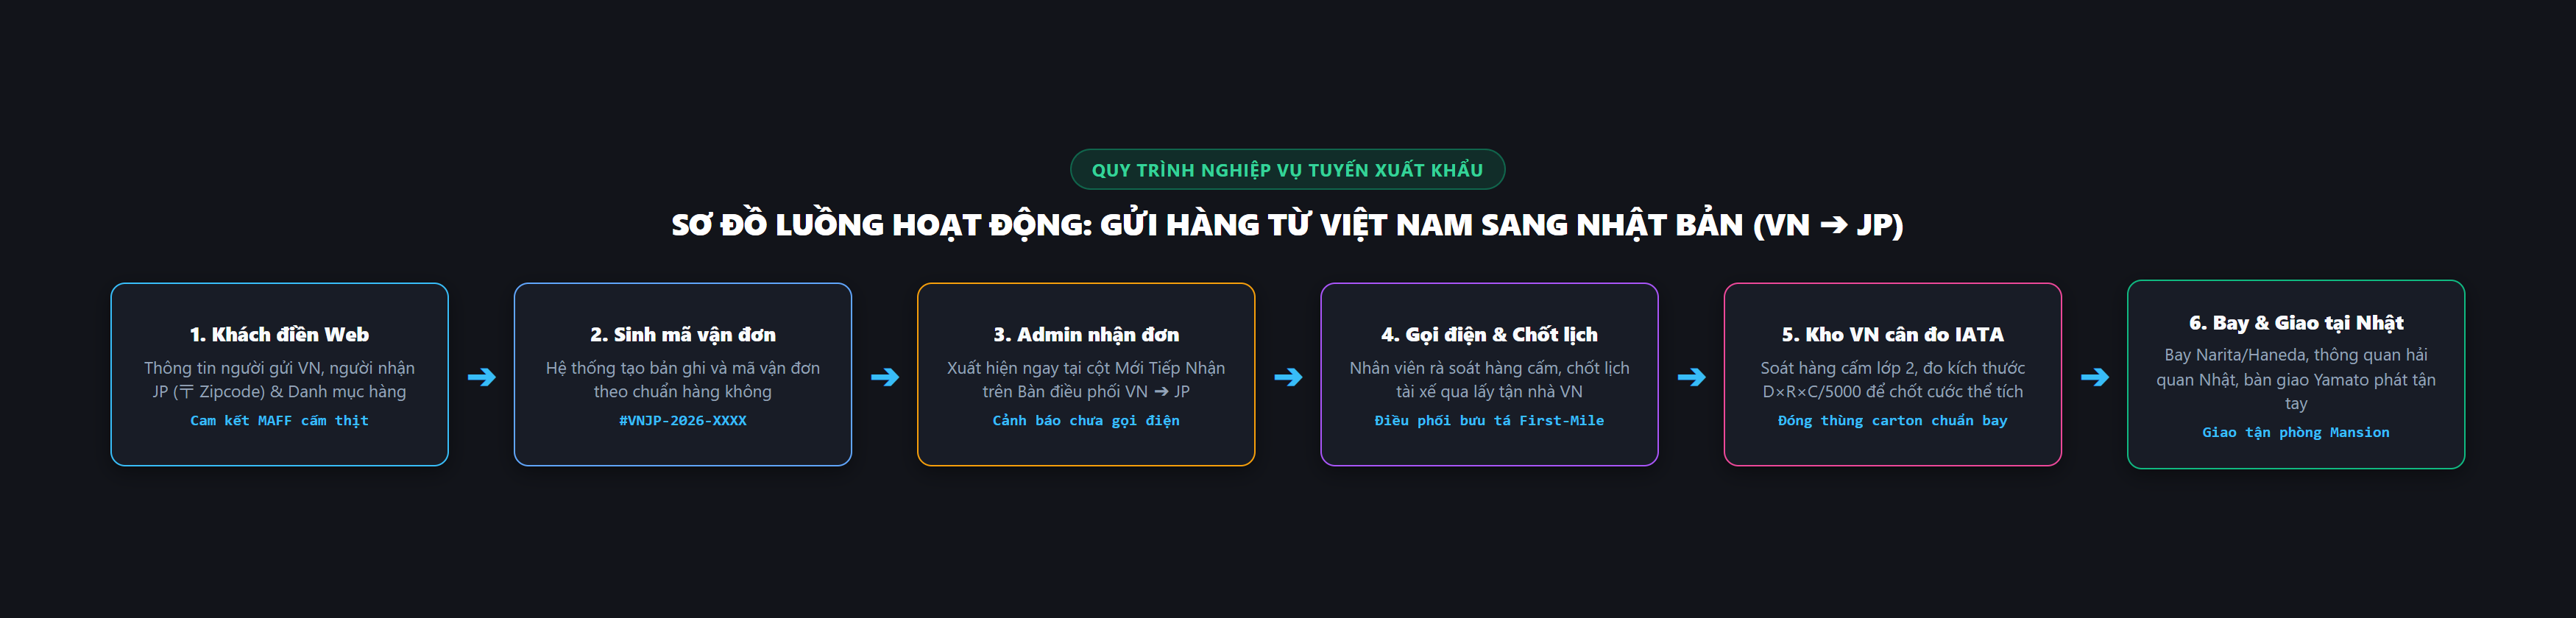 QUY TRÌNH NGHIỆP VỤ TUYẾN XUẤT KHẨU
SƠ ĐỒ LUỒNG HOẠT ĐỘNG: GỬI HÀNG TỪ VIỆT NAM SANG NHẬT BẢN (VN ➔ JP)
1. Khách điền Web
Thông tin người gửi VN, người nhận
JP (〒 Zipcode) & Danh mục hàng
Cam kết MAFF cấm thịt
➔
2. Sinh mã vận đơn
Hệ thống tạo bản ghi và mã vận đơn
theo chuẩn hàng không
#VNJP-2026-XXXX
➔
3. Admin nhận đơn
Xuất hiện ngay tại cột Mới Tiếp Nhận
trên Bàn điều phối VN ➔ JP
Cảnh báo chưa gọi điện
➔
4. Gọi điện & Chốt lịch
Nhân viên rà soát hàng cấm, chốt lịch
tài xế qua lấy tận nhà VN
Điều phối bưu tá First-Mile
➔
5. Kho VN cân đo IATA
Soát hàng cấm lớp 2, đo kích thước
D×R×C/5000 để chốt cước thể tích
Đóng thùng carton chuẩn bay
➔
6. Bay & Giao tại Nhật
Bay Narita/Haneda, thông quan hải
quan Nhật, bàn giao Yamato phát tận
tay
Giao tận phòng Mansion